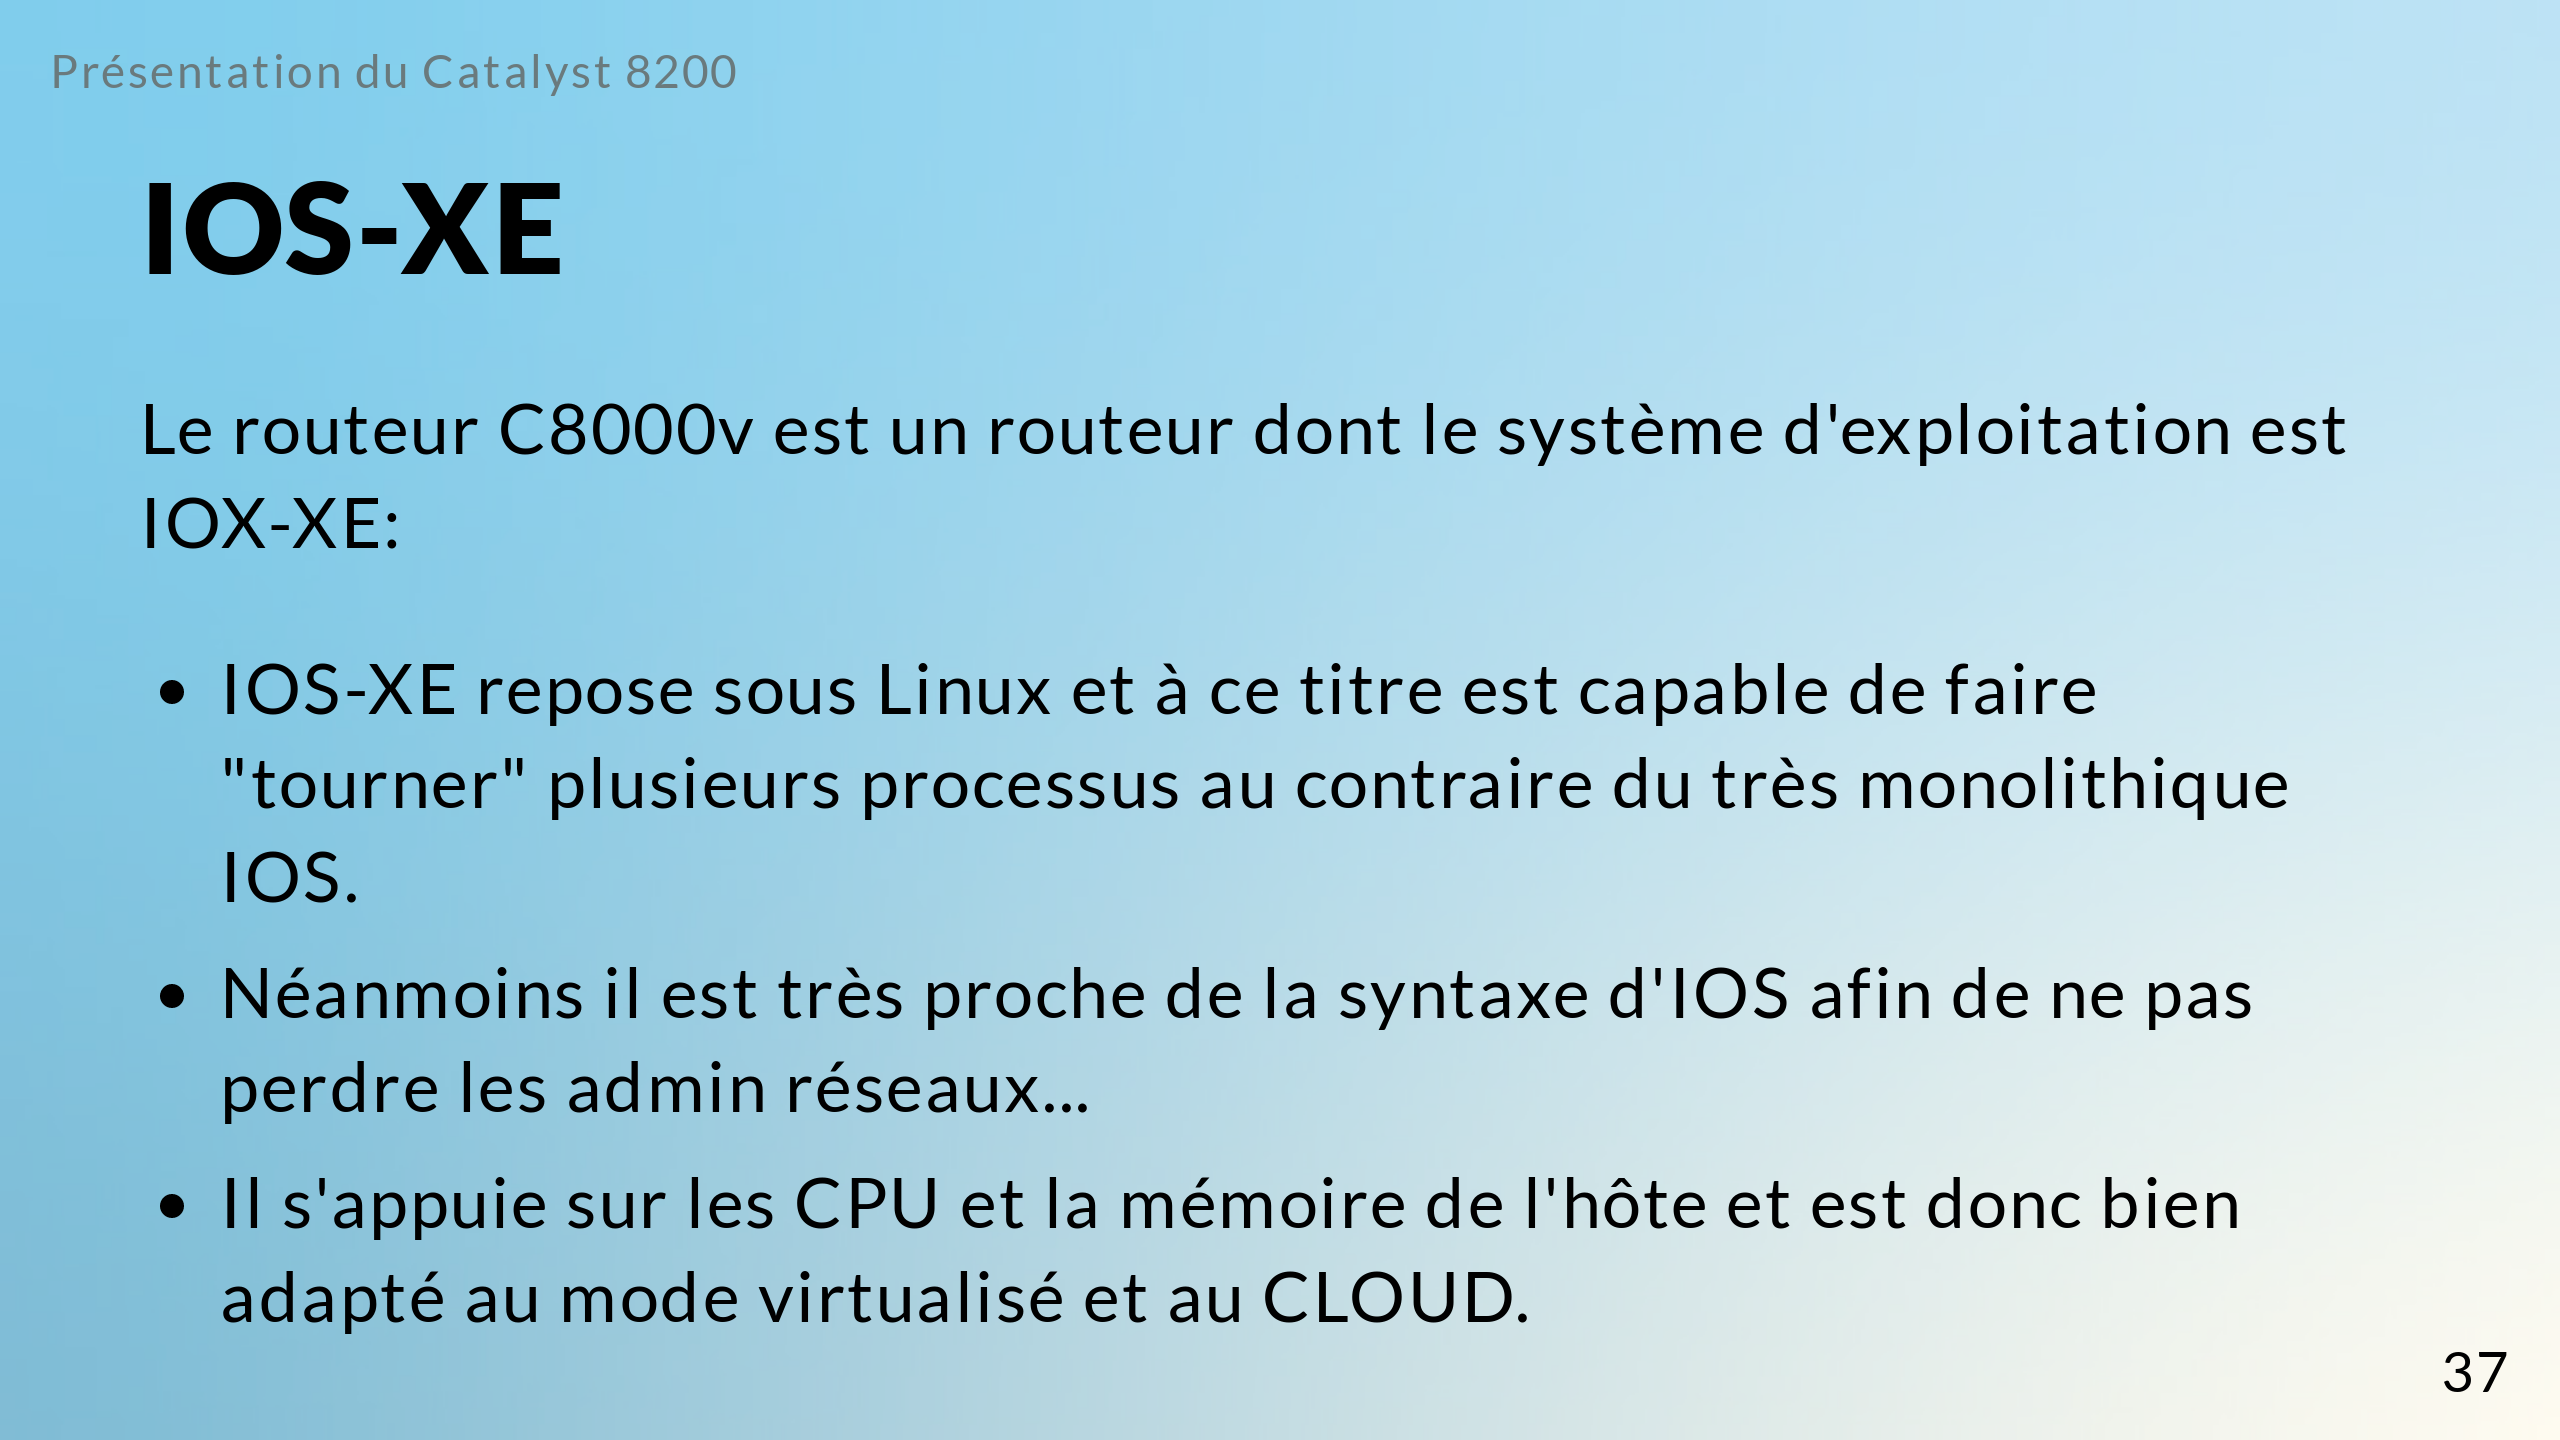 Présentation du Catalyst 8200
IOS-XE
Le routeur C8000v est un routeur dont le système d'exploitation est
IOX-XE:
• IOS-XE repose sous Linux et à ce titre est capable de faire
"tourner" plusieurs processus au contraire du très monolithique
IOS.
• Néanmoins il est très proche de la syntaxe d'IOS afin de ne pas
perdre les admin réseaux...
• Il s'appuie sur les CPU et la mémoire de l'hôte et est donc bien
adapté au mode virtualisé et au CLOUD.
37